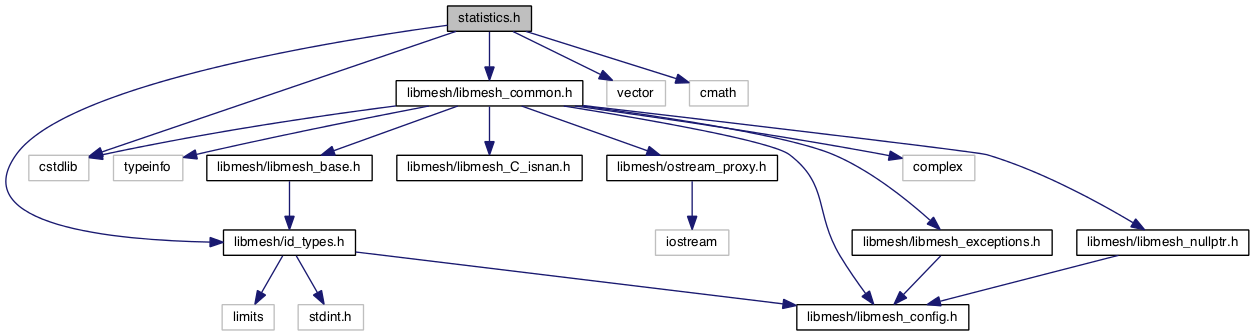 statistics.h
libmesh/libmesh_common.h
vector
cmath
cstdlib
typeinfo
libmesh/libmesh_base.h
libmesh/libmesh_C_isnan.h
libmesh/ostream_proxy.h
complex
libmesh/id_types.h
iostream
libmesh/libmesh_exceptions.h
libmesh/libmesh_nullptr.h
limits
stdint.h
libmesh/libmesh_config.h